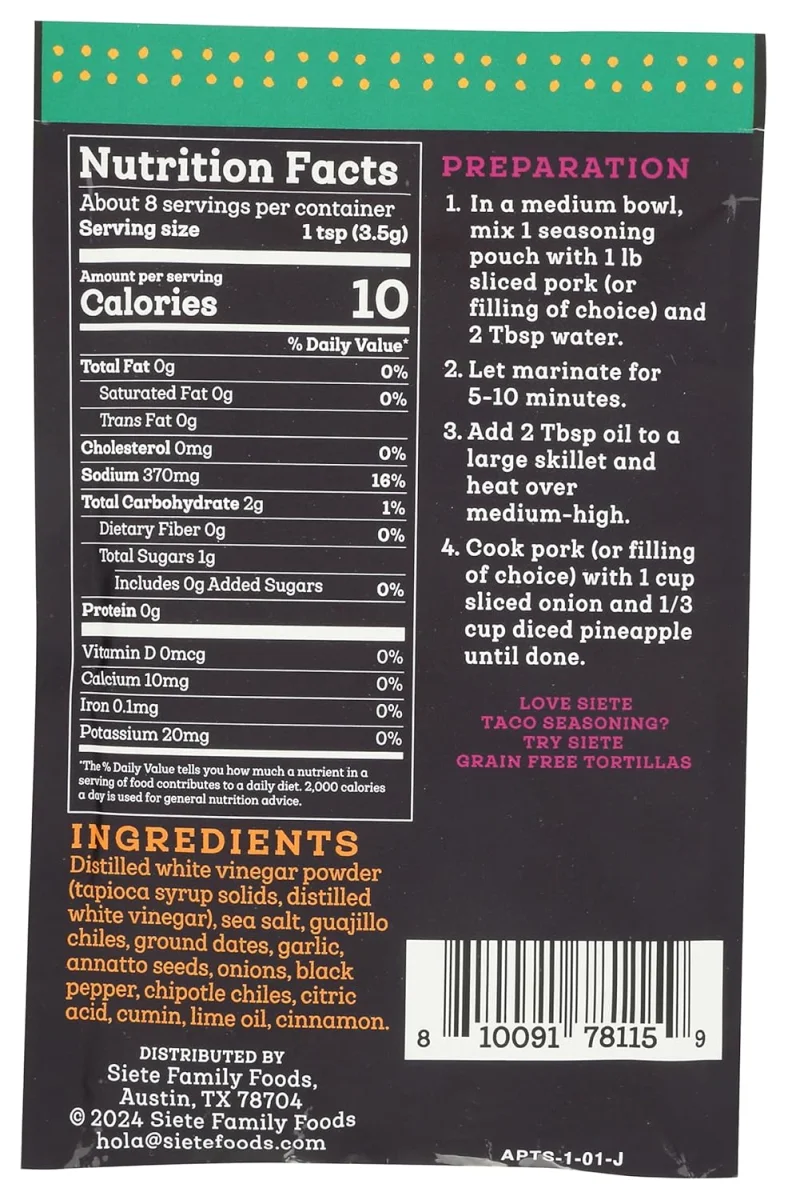 Nutrition Facts
About 8 servings per container
Serving size 1 tsp (3.5g)
Amount per serving
Calories 10
% Daily Value*
Total Fat 0g 0%
Saturated Fat 0g 0%
Trans Fat 0g
Cholesterol 0mg 0%
Sodium 370mg 16%
Total Carbohydrate 2g 1%
Dietary Fiber 0g 0%
Total Sugars 1g
Includes 0g Added Sugars 0%
Protein 0g
Vitamin D 0mcg 0%
Calcium 10mg 0%
Iron 0.1mg 0%
Potassium 20mg 0%
*The % Daily Value tells you how much a nutrient in a
serving of food contributes to a daily diet. 2,000 calories
a day is used for general nutrition advice.
INGREDIENTS
Distilled white vinegar powder
(tapioca syrup solids, distilled
white vinegar), sea salt, guajillo
chiles, ground dates, garlic,
annatto seeds, onions, black
pepper, chipotle chiles, citric
acid, cumin, lime oil, cinnamon.
DISTRIBUTED BY
Siete Family Foods,
Austin, TX 78704
© 2024 Siete Family Foods
hola@sietefoods.com
PREPARATION
1. In a medium bowl,
mix 1 seasoning
pouch with 1 lb
sliced pork (or
filling of choice) and
2 Tbsp water.
2. Let marinate for
5-10 minutes.
3. Add 2 Tbsp oil to a
large skillet and
heat over
medium-high.
4. Cook pork (or filling
of choice) with 1 cup
sliced onion and 1/3
cup diced pineapple
until done.
LOVE SIETE
TACO SEASONING?
TRY SIETE
GRAIN FREE TORTILLAS
8 10091 78115 9
APTS-1-01-J